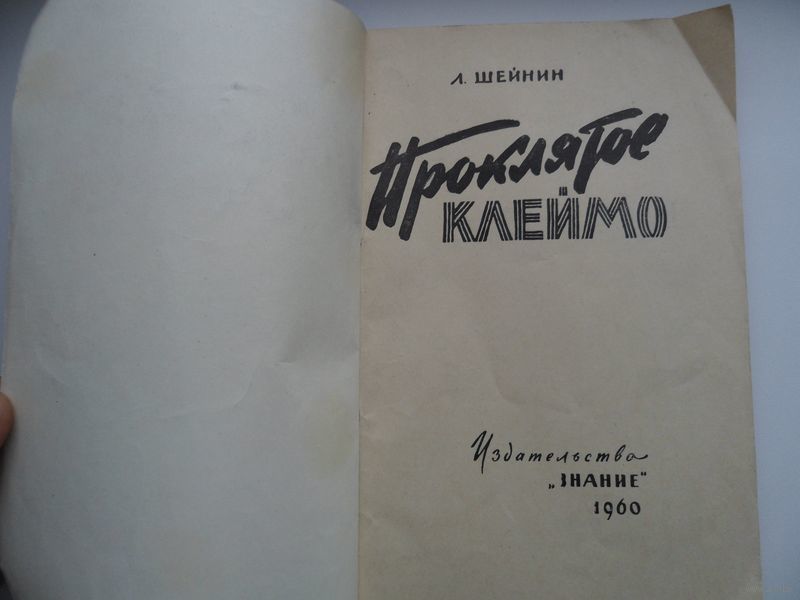 Л. ШЕЙНИН
Проклятое
КЛЕЙМО
Издательство
„ЗНАНИЕ"
1960